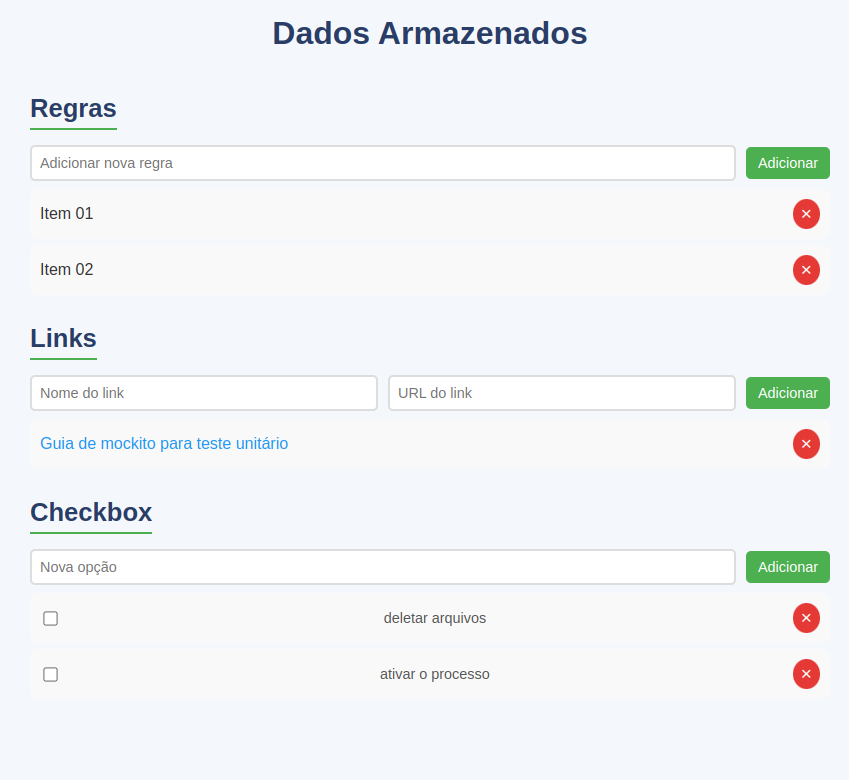 Dados Armazenados
Regras
Adicionar nova regra Adicionar
Item 01 ×
Item 02 ×
Links
Nome do link URL do link Adicionar
Guia de mockito para teste unitário ×
Checkbox
Nova opção Adicionar
deletar arquivos ×
ativar o processo ×